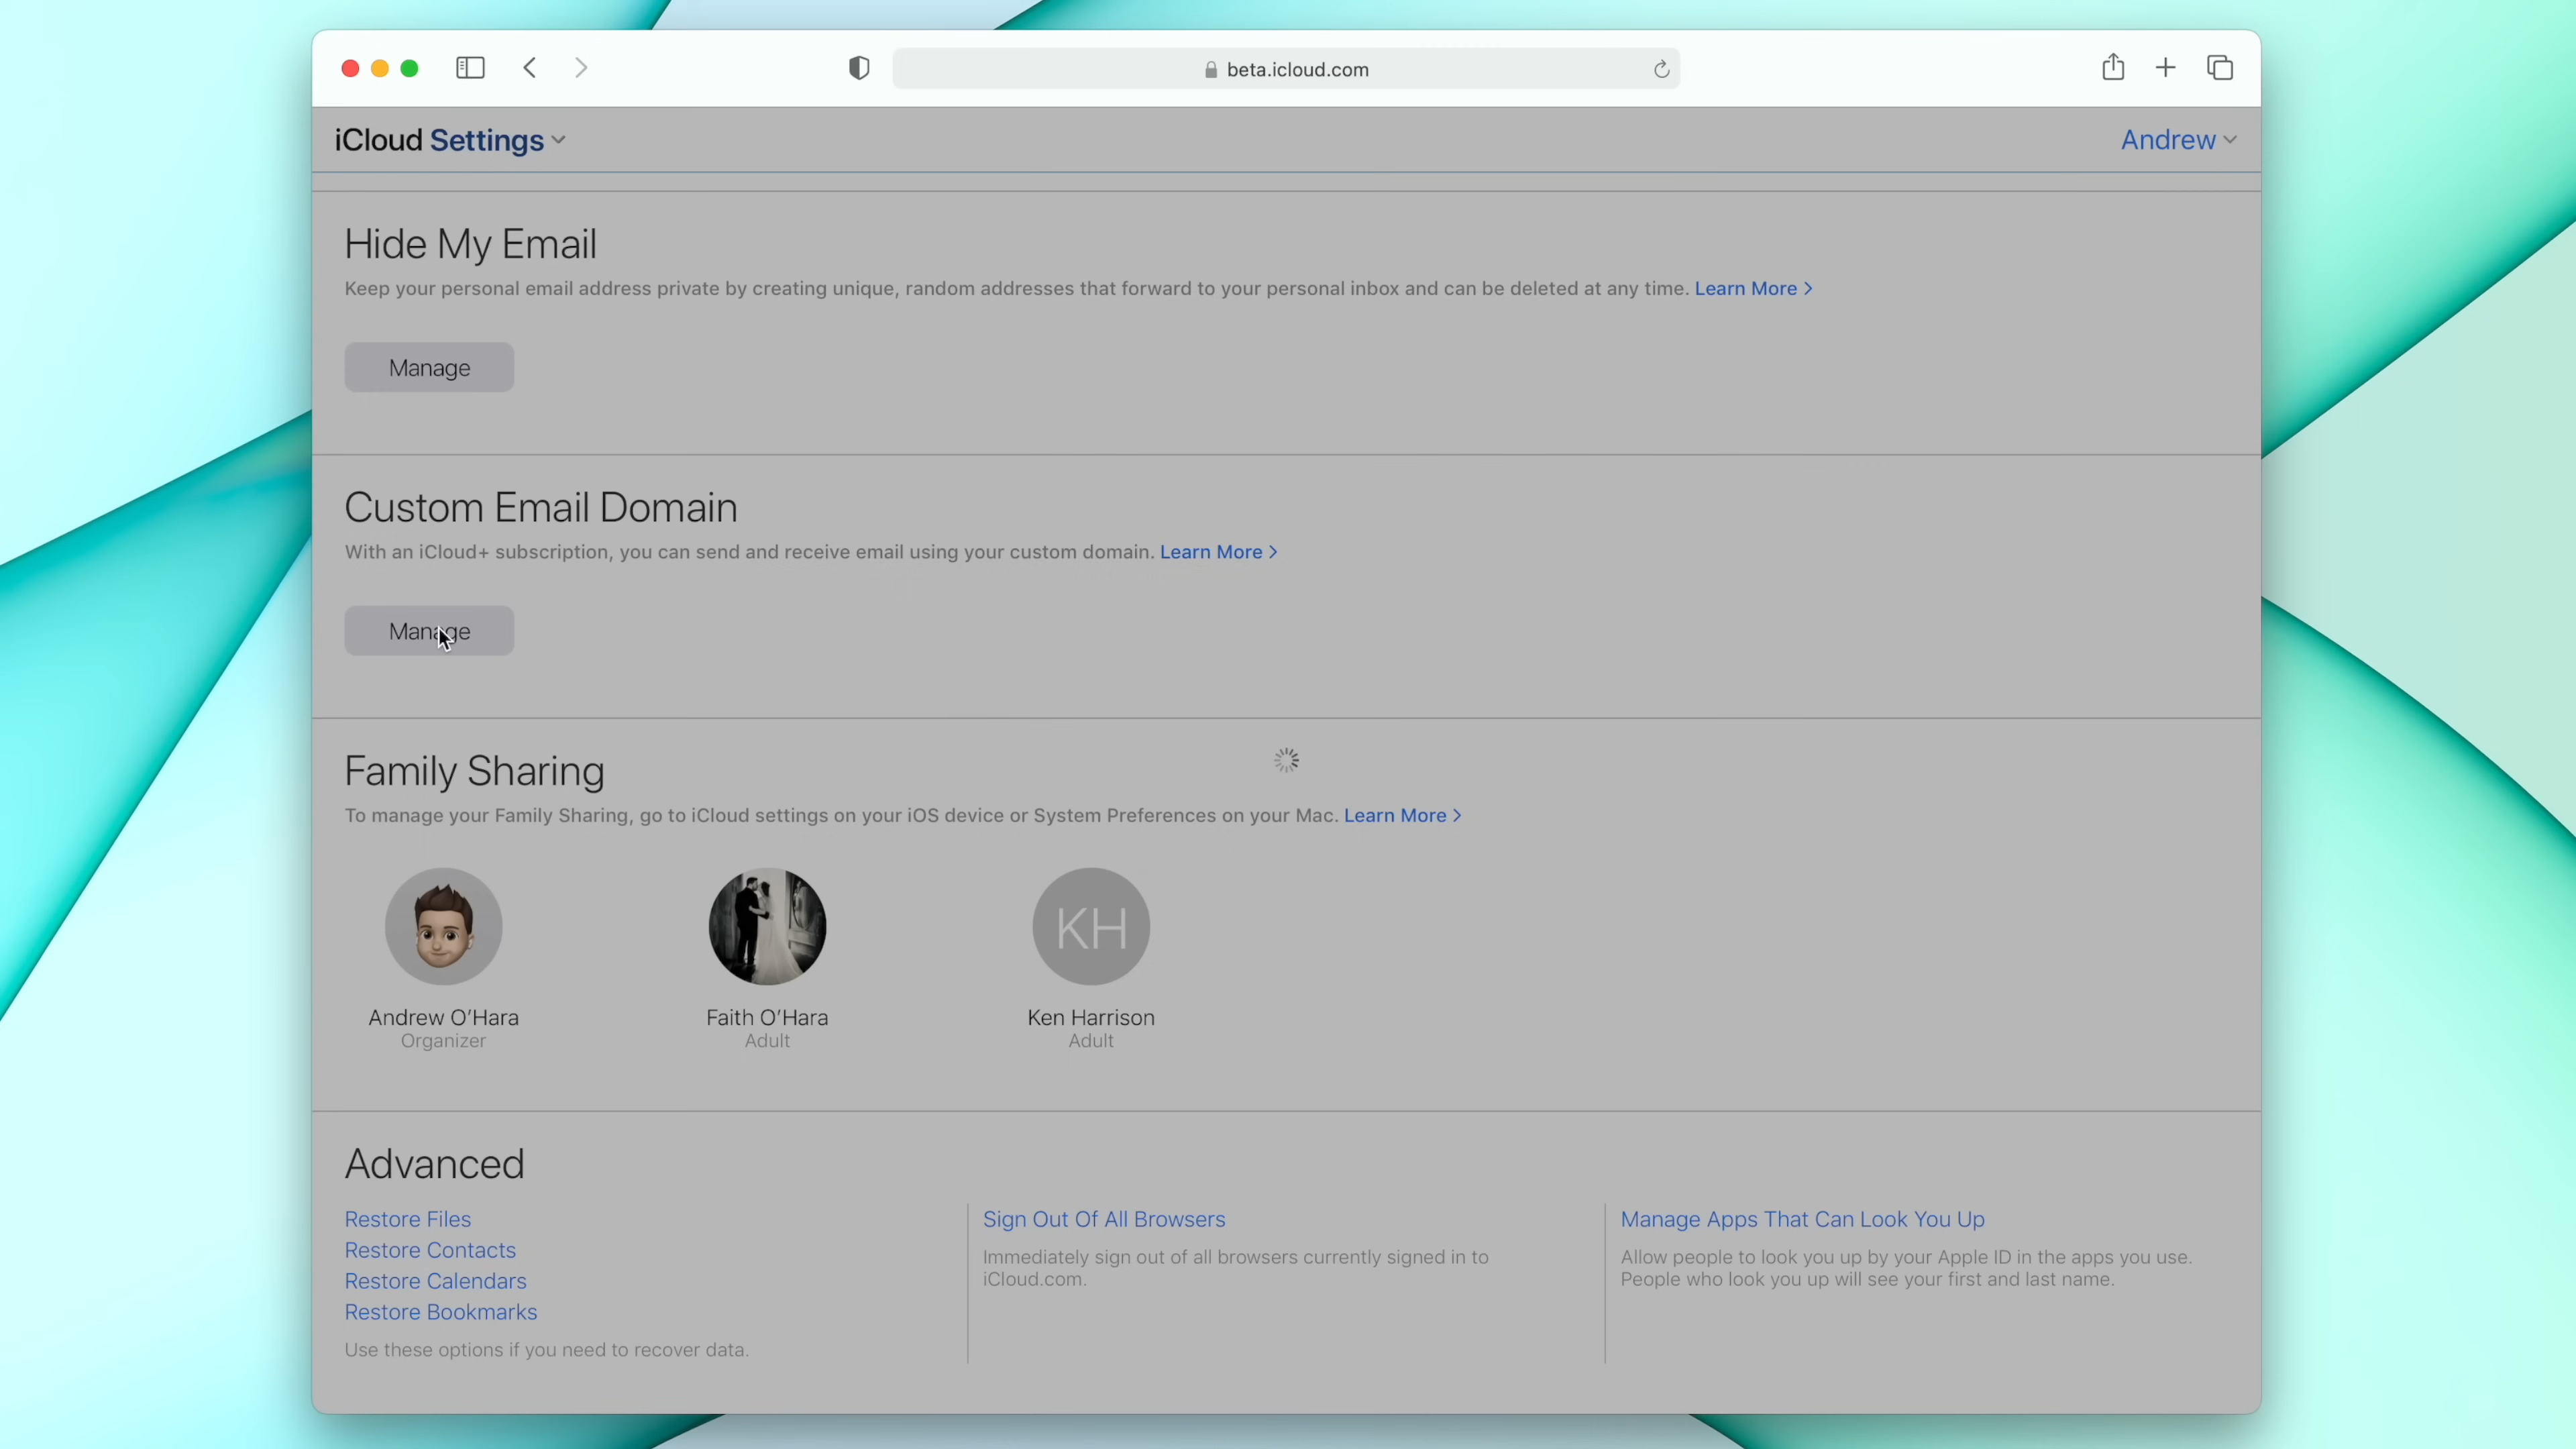 beta.icloud.com
iCloud Settings
Andrew
Hide My Email
Keep your personal email address private by creating unique, random addresses that forward to your personal inbox and can be deleted at any time. Learn More >
Manage
Custom Email Domain
With an iCloud+ subscription, you can send and receive email using your custom domain. Learn More >
Manage
Family Sharing
To manage your Family Sharing, go to iCloud settings on your iOS device or System Preferences on your Mac. Learn More >
KH
Andrew O’Hara
Organizer
Faith O’Hara
Adult
Ken Harrison
Adult
Advanced
Restore Files
Restore Contacts
Restore Calendars
Restore Bookmarks
Use these options if you need to recover data.
Sign Out Of All Browsers
Immediately sign out of all browsers currently signed in to
iCloud.com.
Manage Apps That Can Look You Up
Allow people to look you up by your Apple ID in the apps you use.
People who look you up will see your first and last name.